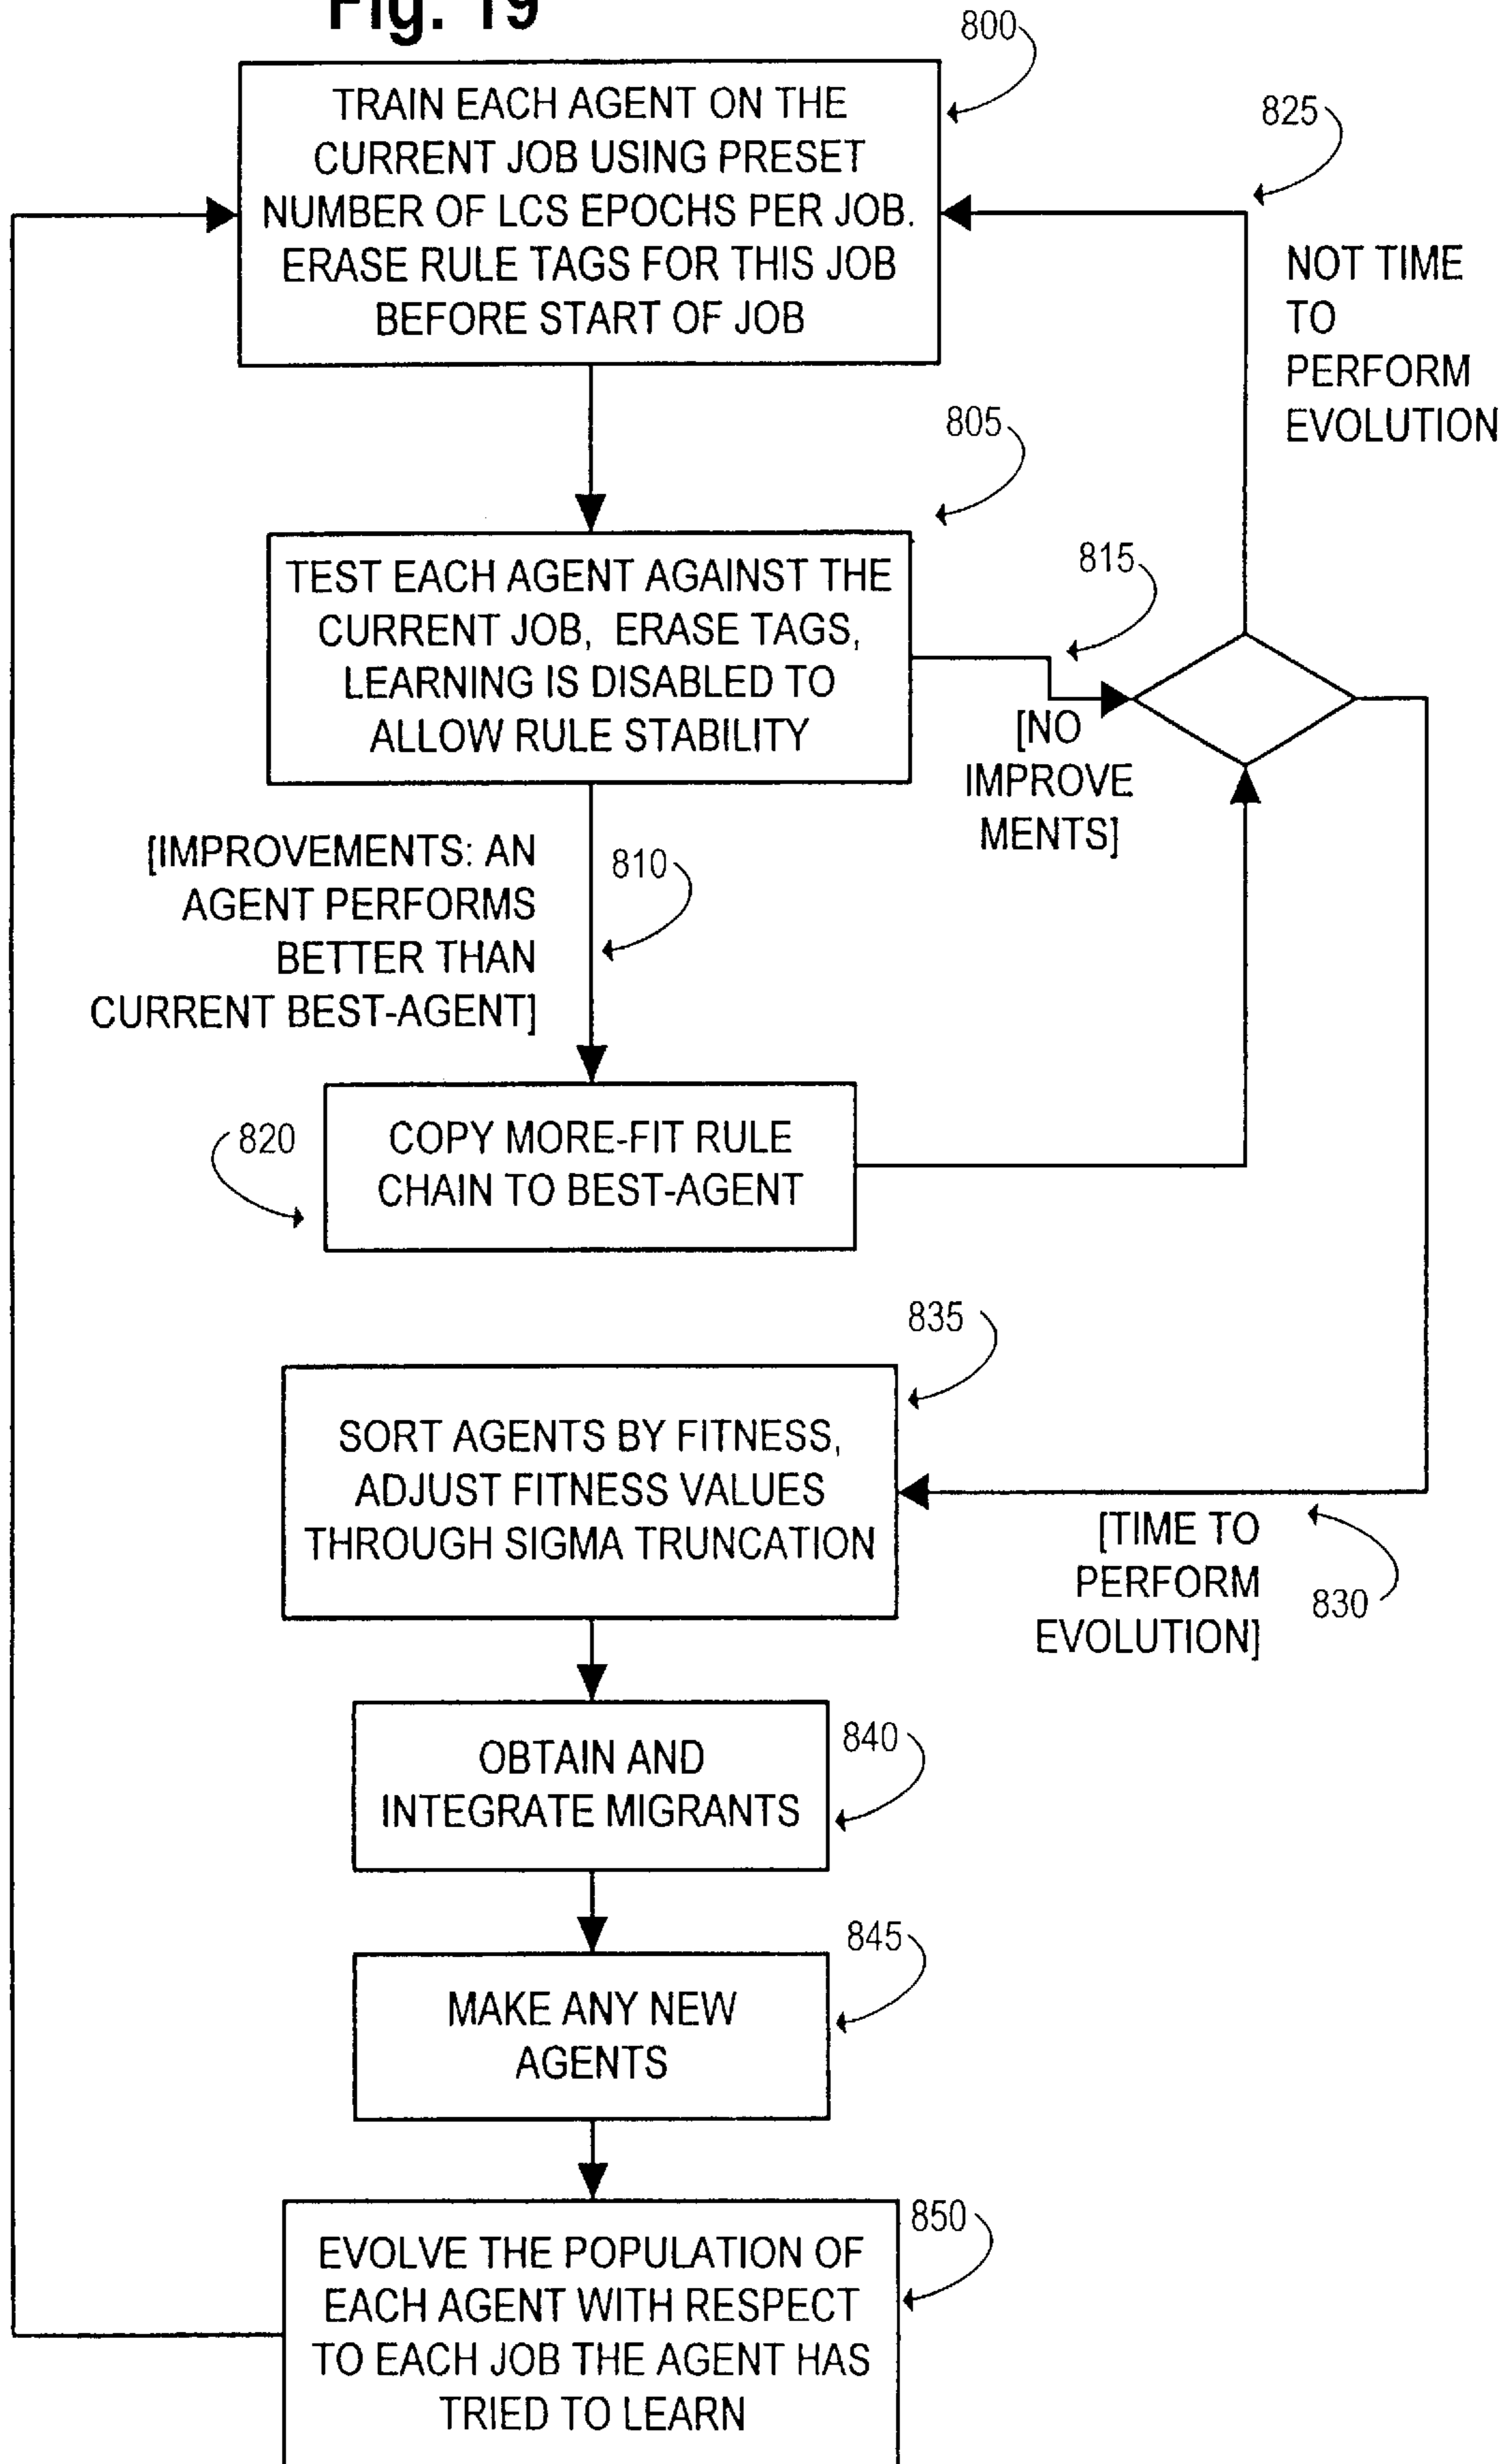 Fig. 19
800
TRAIN EACH AGENT ON THE
CURRENT JOB USING PRESET
NUMBER OF LCS EPOCHS PER JOB.
ERASE RULE TAGS FOR THIS JOB
BEFORE START OF JOB
825
NOT TIME
TO
PERFORM
EVOLUTION
805
TEST EACH AGENT AGAINST THE
CURRENT JOB, ERASE TAGS,
LEARNING IS DISABLED TO
ALLOW RULE STABILITY
815
[NO
IMPROVE
MENTS]
[IMPROVEMENTS: AN
AGENT PERFORMS
BETTER THAN
CURRENT BEST-AGENT]
810
820
COPY MORE-FIT RULE
CHAIN TO BEST-AGENT
835
SORT AGENTS BY FITNESS,
ADJUST FITNESS VALUES
THROUGH SIGMA TRUNCATION
[TIME TO
PERFORM
EVOLUTION]
830
OBTAIN AND
INTEGRATE MIGRANTS
840
845
MAKE ANY NEW
AGENTS
850
EVOLVE THE POPULATION OF
EACH AGENT WITH RESPECT
TO EACH JOB THE AGENT HAS
TRIED TO LEARN